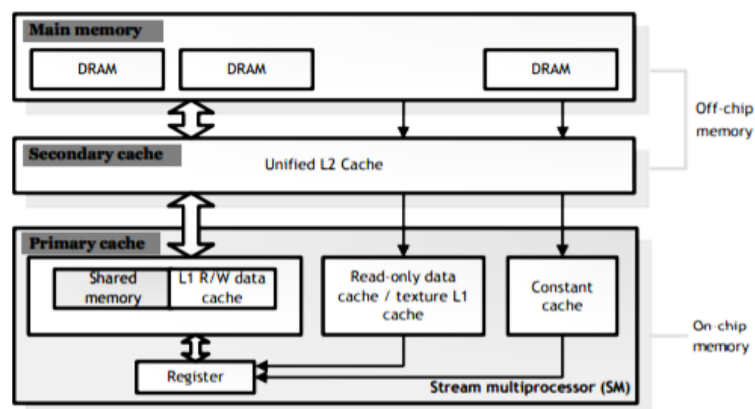 Main memory
DRAM
DRAM
DRAM
Off-chip
memory
Secondary cache
Unified L2 Cache
Primary cache
Shared
memory
L1 R/W data
cache
Read-only data
cache / texture L1
cache
Constant
cache
On-chip
memory
Register
Stream multiprocessor (SM)